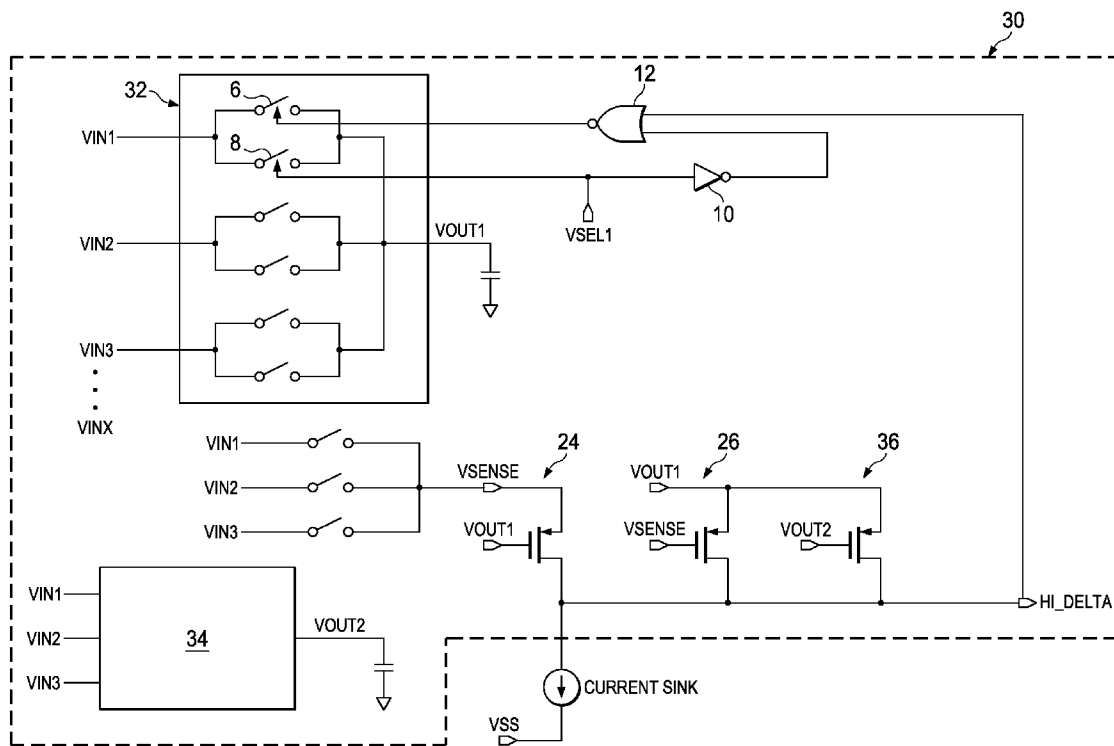 30
32
6
12
VIN1
8
10
VSEL1
VIN2
VOUT1
VIN3
VINX
VIN1
VIN2
VIN3
VSENSE
24
VOUT1
26
36
VOUT1
VSENSE
VOUT2
HI_DELTA
VIN1
VIN2
VIN3
34
VOUT2
CURRENT SINK
VSS